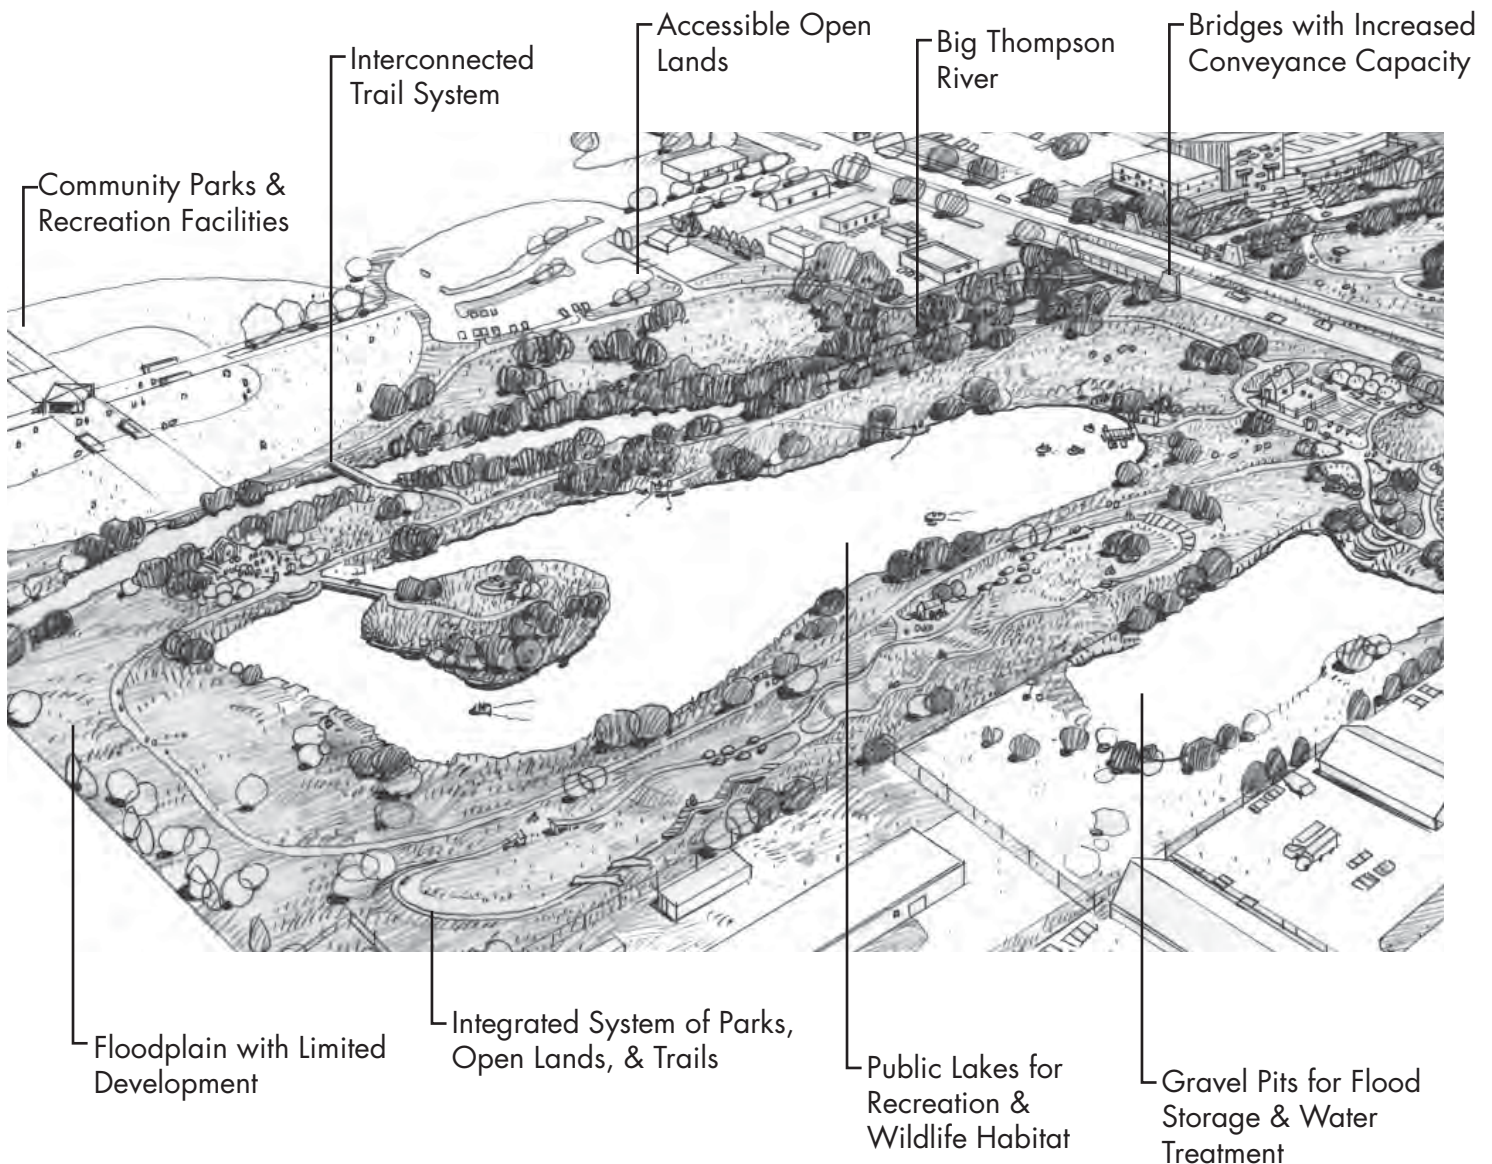 Accessible Open
Lands
Bridges with Increased
Conveyance Capacity
Big Thompson
River
Interconnected
Trail System
Community Parks &
Recreation Facilities
Integrated System of Parks,
Open Lands, & Trails
Floodplain with Limited
Development
Public Lakes for
Recreation &
Wildlife Habitat
Gravel Pits for Flood
Storage & Water
Treatment